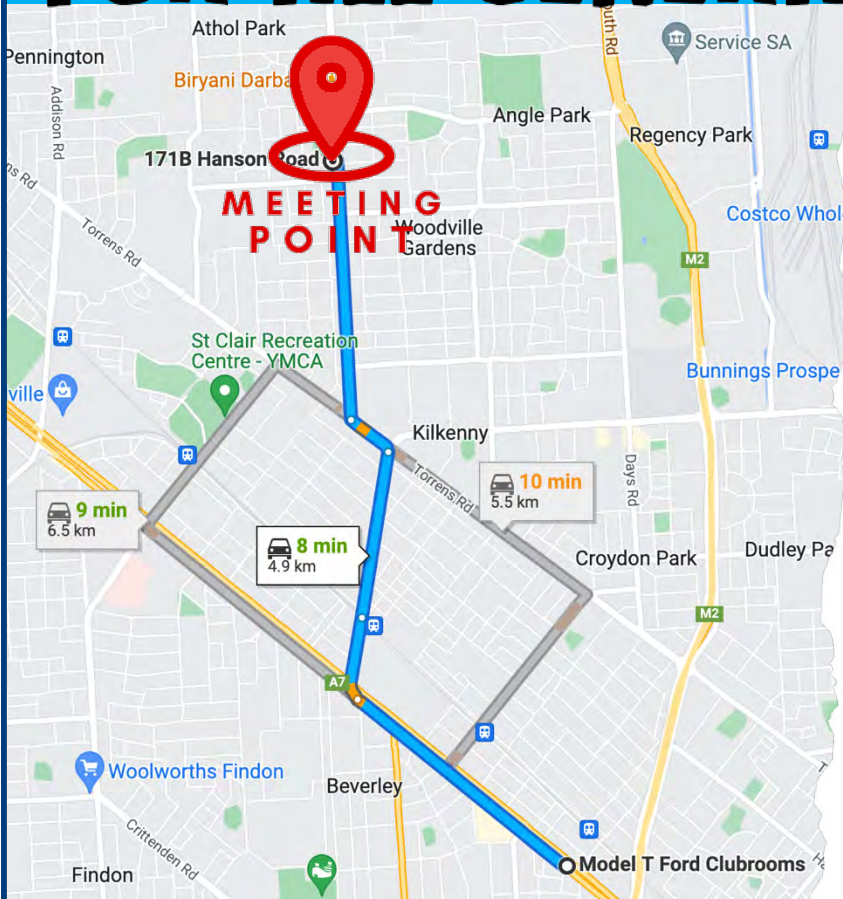 Athol Park
Service SA
Pennington
Biryani Darba
Addison Rd
Angle Park
Regency Park
171B Hanson Road
ns Rd
MEETING
POINT
Torrens Rd
Woodville
Gardens
Costco Whol
M2
St Clair Recreation
Centre - YMCA
Bunnings Prospe
ville
Kilkenny
Torrens Rd
Days Rd
10 min
5.5 km
9 min
6.5 km
8 min
4.9 km
Croydon Park
Dudley Pa
M2
A7
Woolworths Findon
Beverley
Crittenden Rd
Model T Ford Clubrooms
Findon